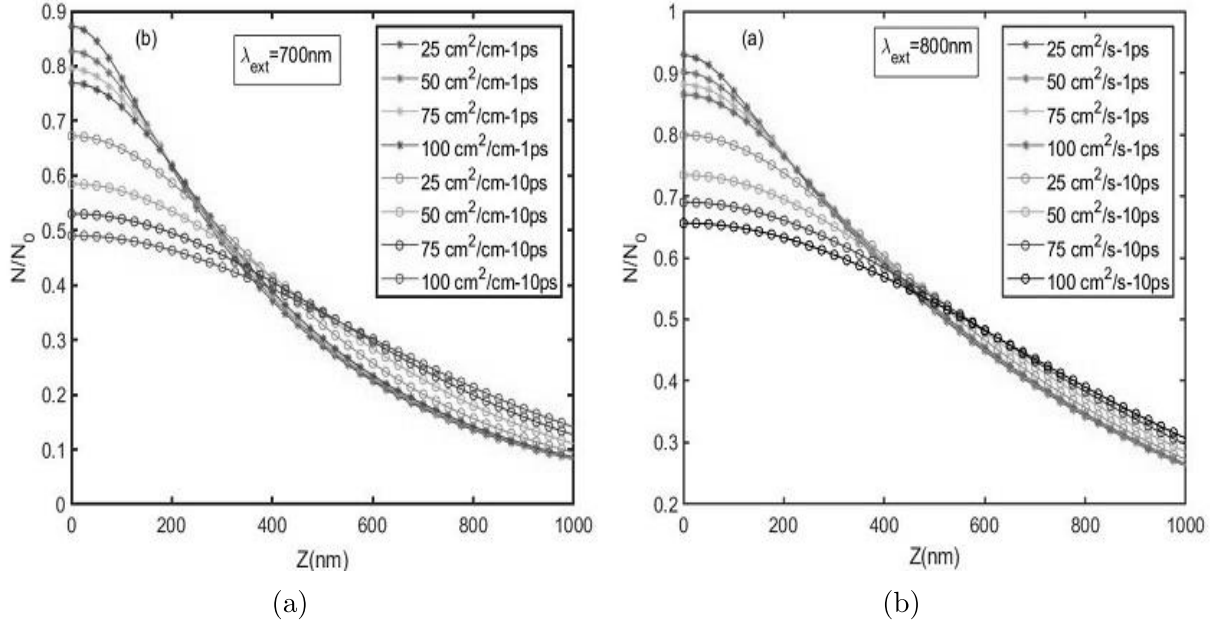 0.9
0.8
0.7
0.6
0.5
0.4
0.3
0.2
0.1
0
N/N₀
0 200 400 600 800 1000
Z(nm)
(b)
λext=700nm
25 cm²/cm-1ps
50 cm²/cm-1ps
75 cm²/cm-1ps
100 cm²/cm-1ps
25 cm²/cm-10ps
50 cm²/cm-10ps
75 cm²/cm-10ps
100 cm²/cm-10ps
(a)
1
0.9
0.8
0.7
0.6
0.5
0.4
0.3
0.2
N/N₀
0 200 400 600 800 1000
Z(nm)
(a)
λext=800nm
25 cm²/s-1ps
50 cm²/s-1ps
75 cm²/s-1ps
100 cm²/s-1ps
25 cm²/s-10ps
50 cm²/s-10ps
75 cm²/s-10ps
100 cm²/s-10ps
(b)